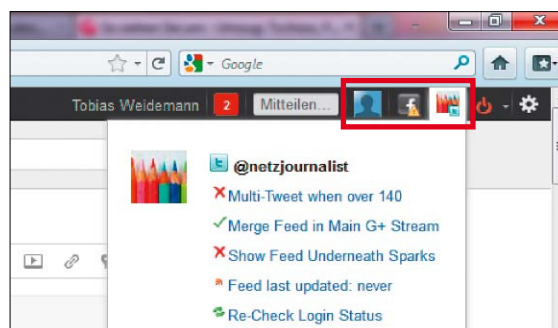 Google
Tobias Weidemann 2 Mitteilen...
@netzjournalist
Multi-Tweet when over 140
Merge Feed in Main G+ Stream
Show Feed Underneath Sparks
Feed last updated: never
Re-Check Login Status